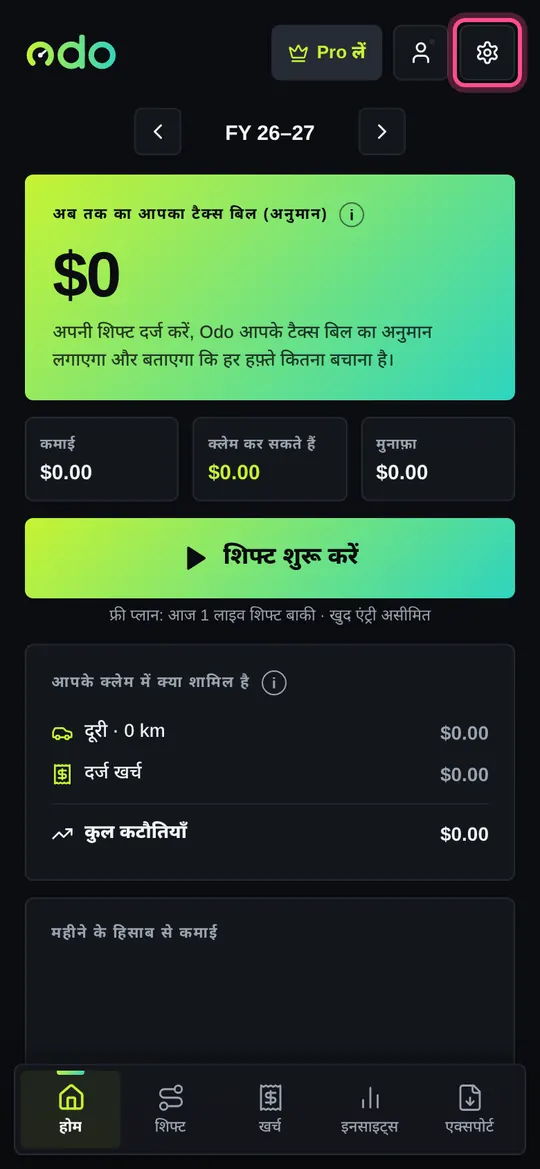 odo
Pro लें
FY 26–27
अब तक का आपका टैक्स बिल (अनुमान)
$0
अपनी शिफ्ट दर्ज करें, Odo आपके टैक्स बिल का अनुमान
लगाएगा और बताएगा कि हर हफ़्ते कितना बचाना है।
कमाई
$0.00
क्लेम कर सकते हैं
$0.00
मुनाफ़ा
$0.00
शिफ्ट शुरू करें
फ्री प्लान: आज 1 लाइव शिफ्ट बाकी · खुद एंट्री असीमित
आपके क्लेम में क्या शामिल है
दूरी · 0 km
$0.00
दर्ज खर्च
$0.00
कुल कटौतियाँ
$0.00
महीने के हिसाब से कमाई
होम
शिफ्ट
खर्च
इनसाइट्स
एक्सपोर्ट